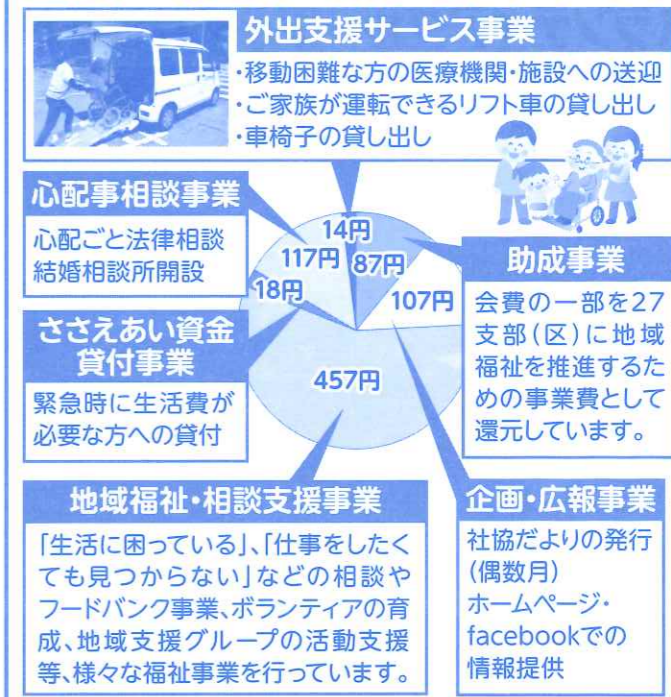 外出支援サービス事業
・移動困難な方の医療機関・施設への送迎
・ご家族が運転できるリフト車の貸し出し
・車椅子の貸し出し
心配事相談事業
心配ごと法律相談
結婚相談所開設
ささえあい資金
貸付事業
緊急時に生活費が
必要な方への貸付
14円
117円
87円
18円
107円
457円
助成事業
会費の一部を27
支部(区)に地域
福祉を推進するた
めの事業費として
還元しています。
地域福祉・相談支援事業
「生活に困っている」、「仕事をしたく
ても見つからない」などの相談や
フードバンク事業、ボランティアの育
成、地域支援グループの活動支援
等、様々な福祉事業を行っています。
企画・広報事業
社協だよりの発行
(偶数月)
ホームページ・
facebookでの
情報提供